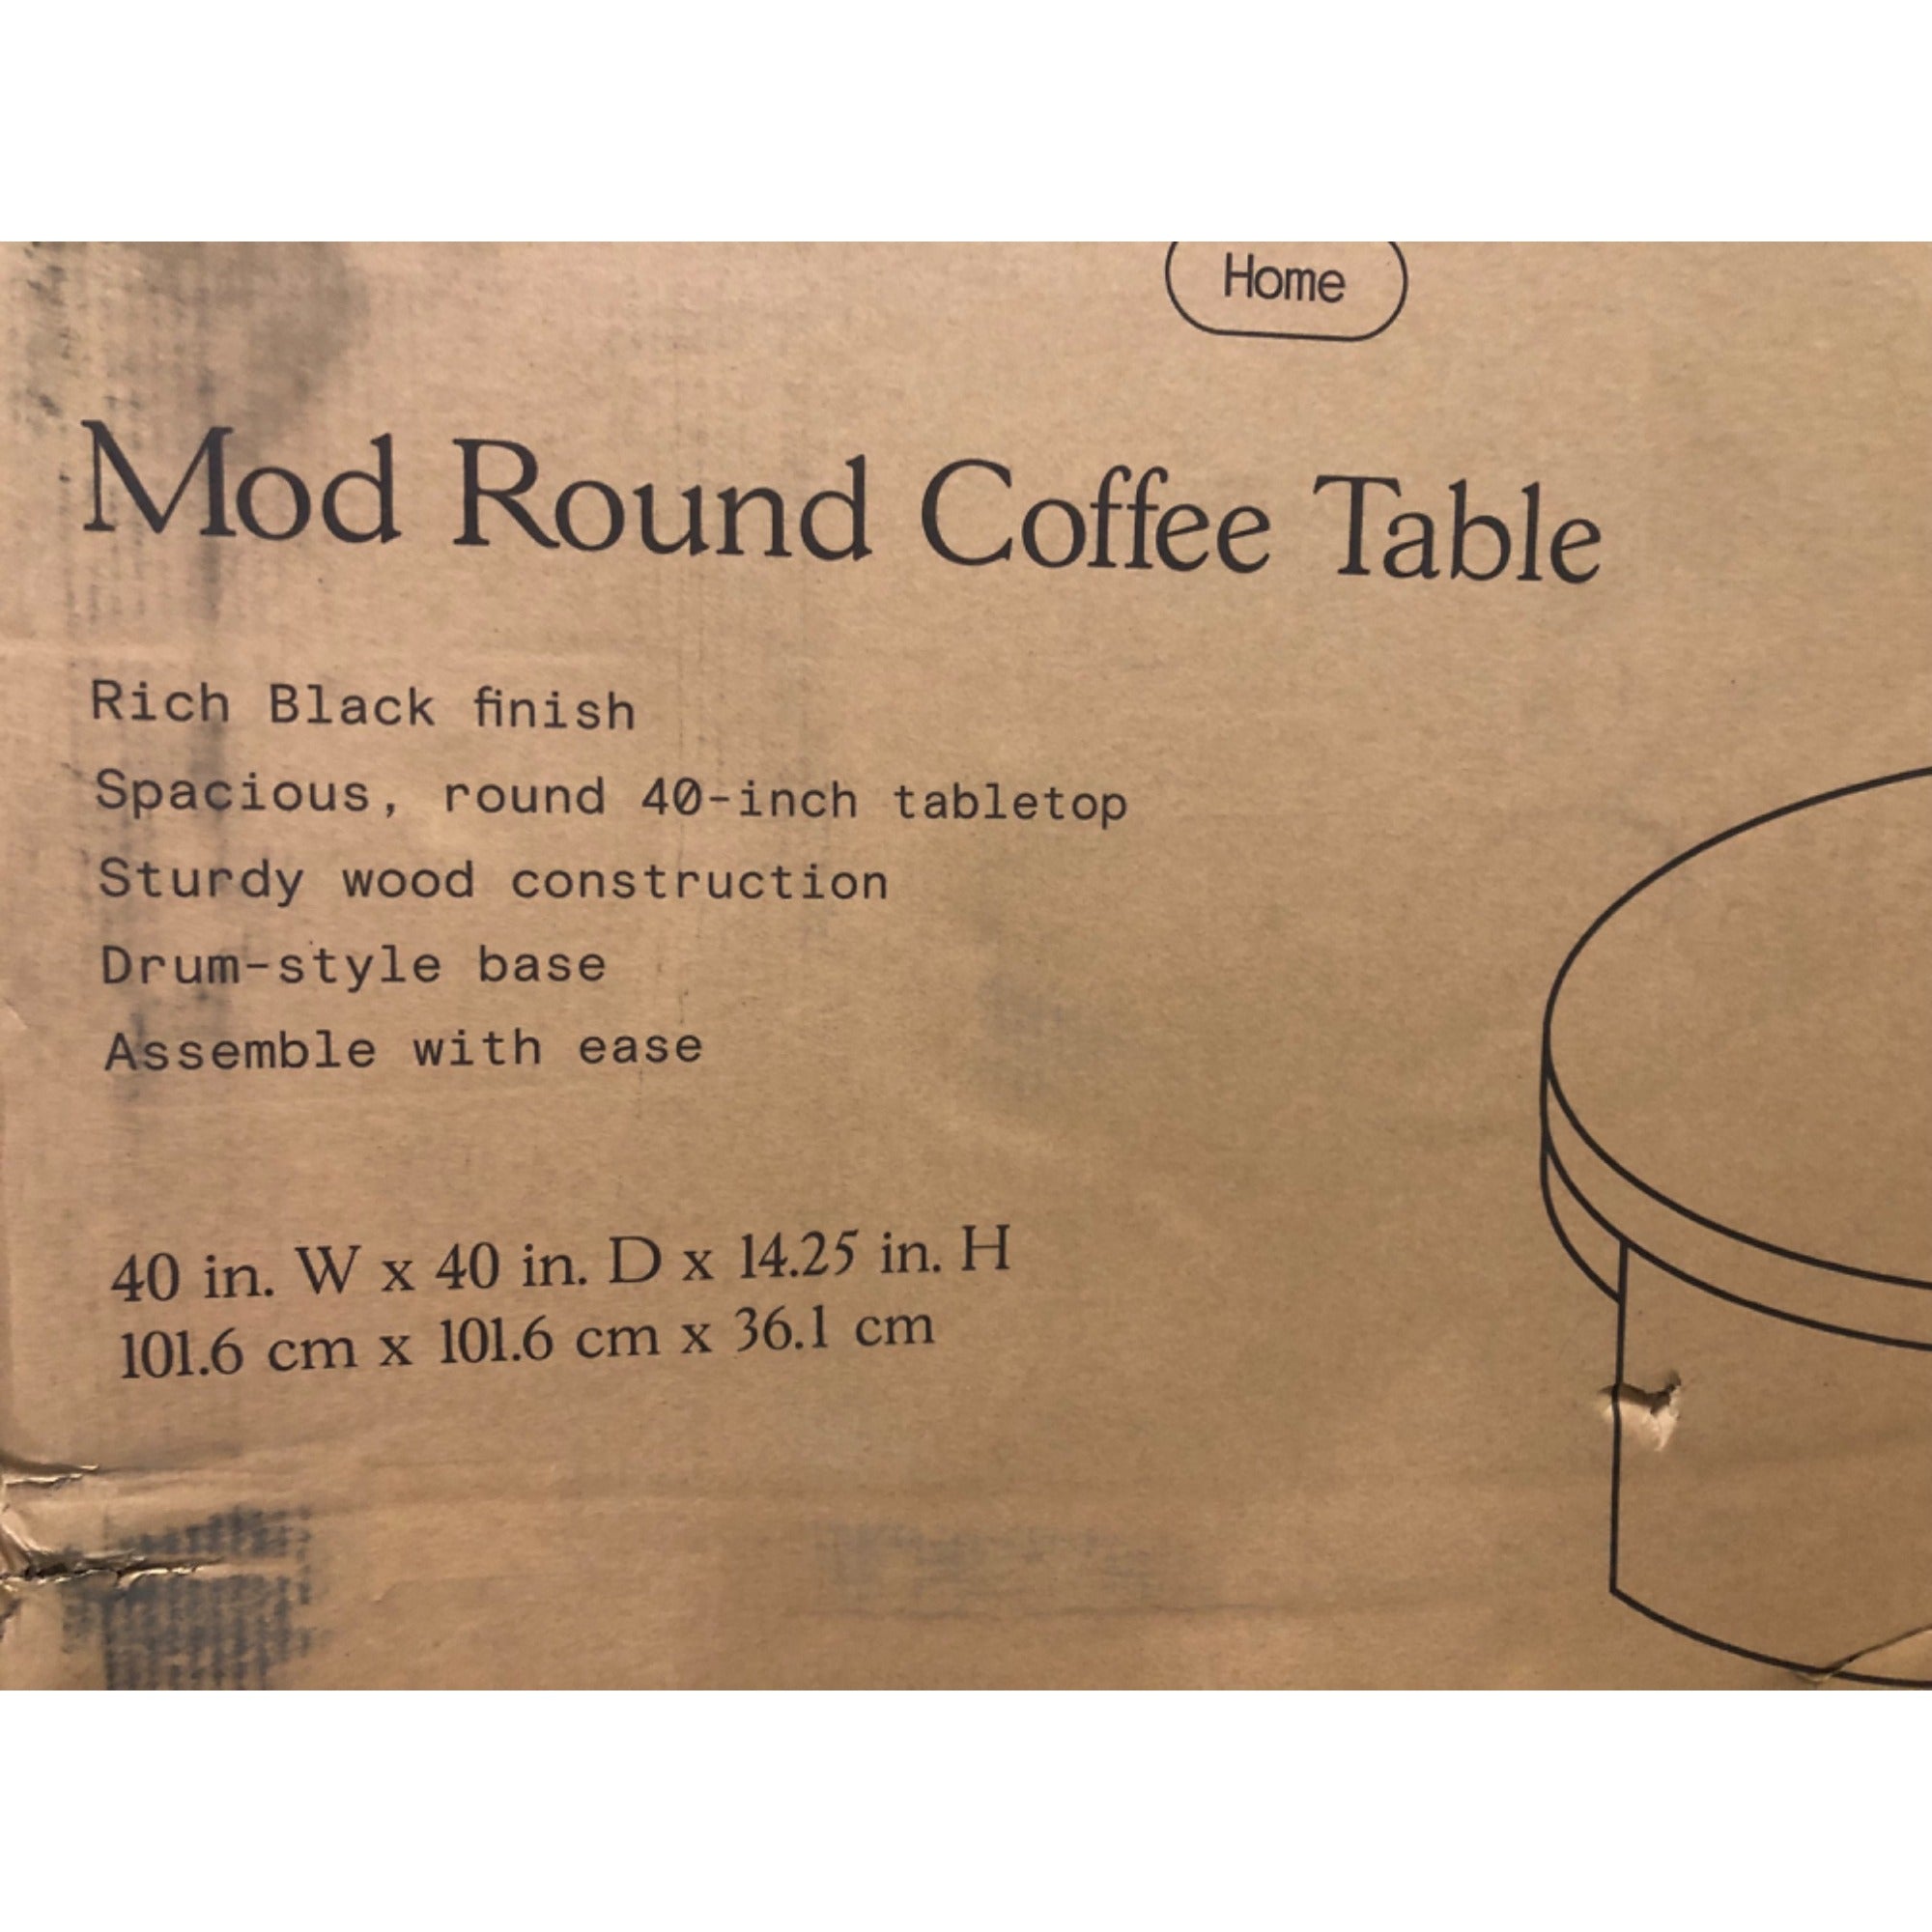 Home
Mod Round Coffee Table
Rich Black finish
Spacious, round 40-inch tabletop
Sturdy wood construction
Drum-style base
Assemble with ease
40 in. W x 40 in. D x 14.25 in. H
101.6 cm x 101.6 cm x 36.1 cm